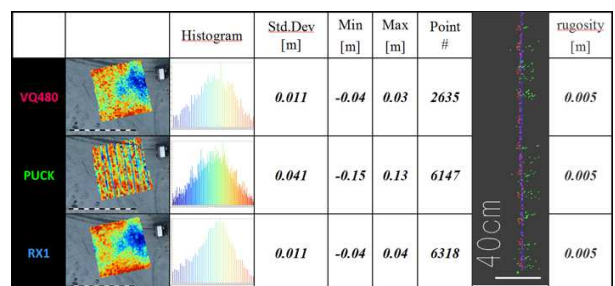 Histogram Std.Dev [m] Min [m] Max [m] Point # rugosity [m]
VQ480 0.011 -0.04 0.03 2635 0.005
PUCK 0.041 -0.15 0.13 6147 0.005
RX1 0.011 -0.04 0.04 6318 0.005
40cm